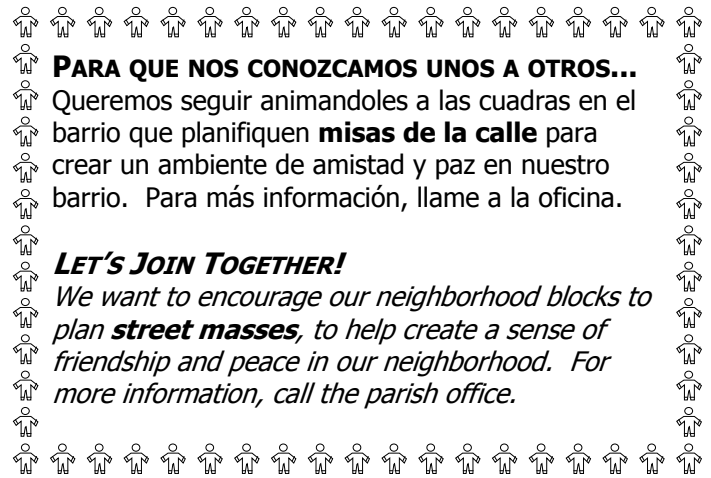 PARA QUE NOS CONOZCAMOS UNOS A OTROS...
Queremos seguir animandoles a las cuadras en el
barrio que planifiquen misas de la calle para
crear un ambiente de amistad y paz en nuestro
barrio.  Para más información, llame a la oficina.
LET'S JOIN TOGETHER!
We want to encourage our neighborhood blocks to
plan street masses, to help create a sense of
friendship and peace in our neighborhood.  For
more information, call the parish office.